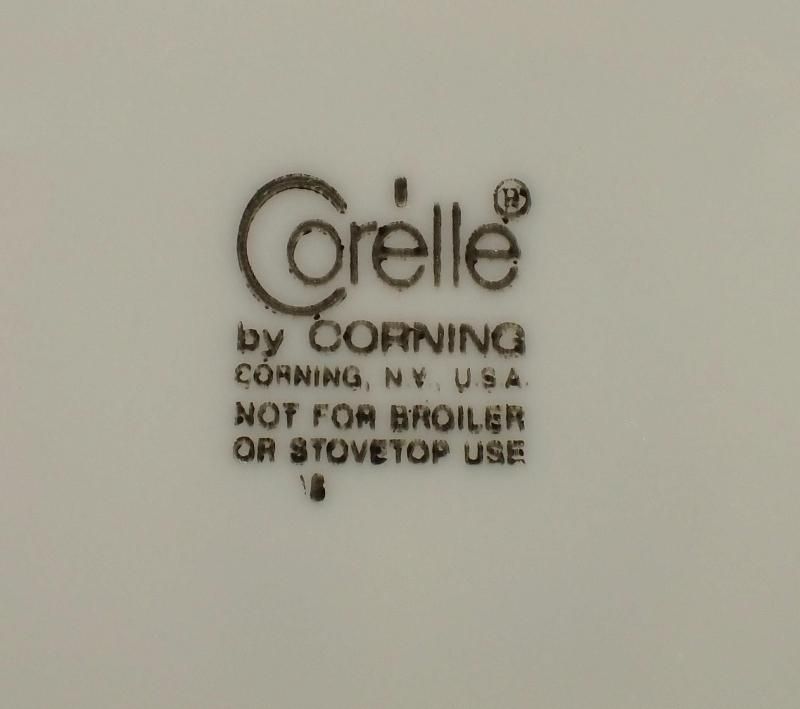 Corelle®
by CORNING
CORNING, N.Y., U.S.A.
NOT FOR BROILER
OR STOVETOP USE